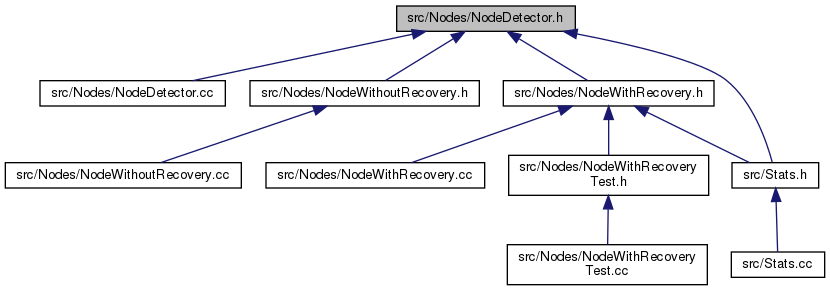 src/Nodes/NodeDetector.h
src/Nodes/NodeDetector.cc
src/Nodes/NodeWithoutRecovery.h
src/Nodes/NodeWithRecovery.h
src/Nodes/NodeWithoutRecovery.cc
src/Nodes/NodeWithRecovery.cc
src/Nodes/NodeWithRecovery
Test.h
src/Stats.h
src/Nodes/NodeWithRecovery
Test.cc
src/Stats.cc